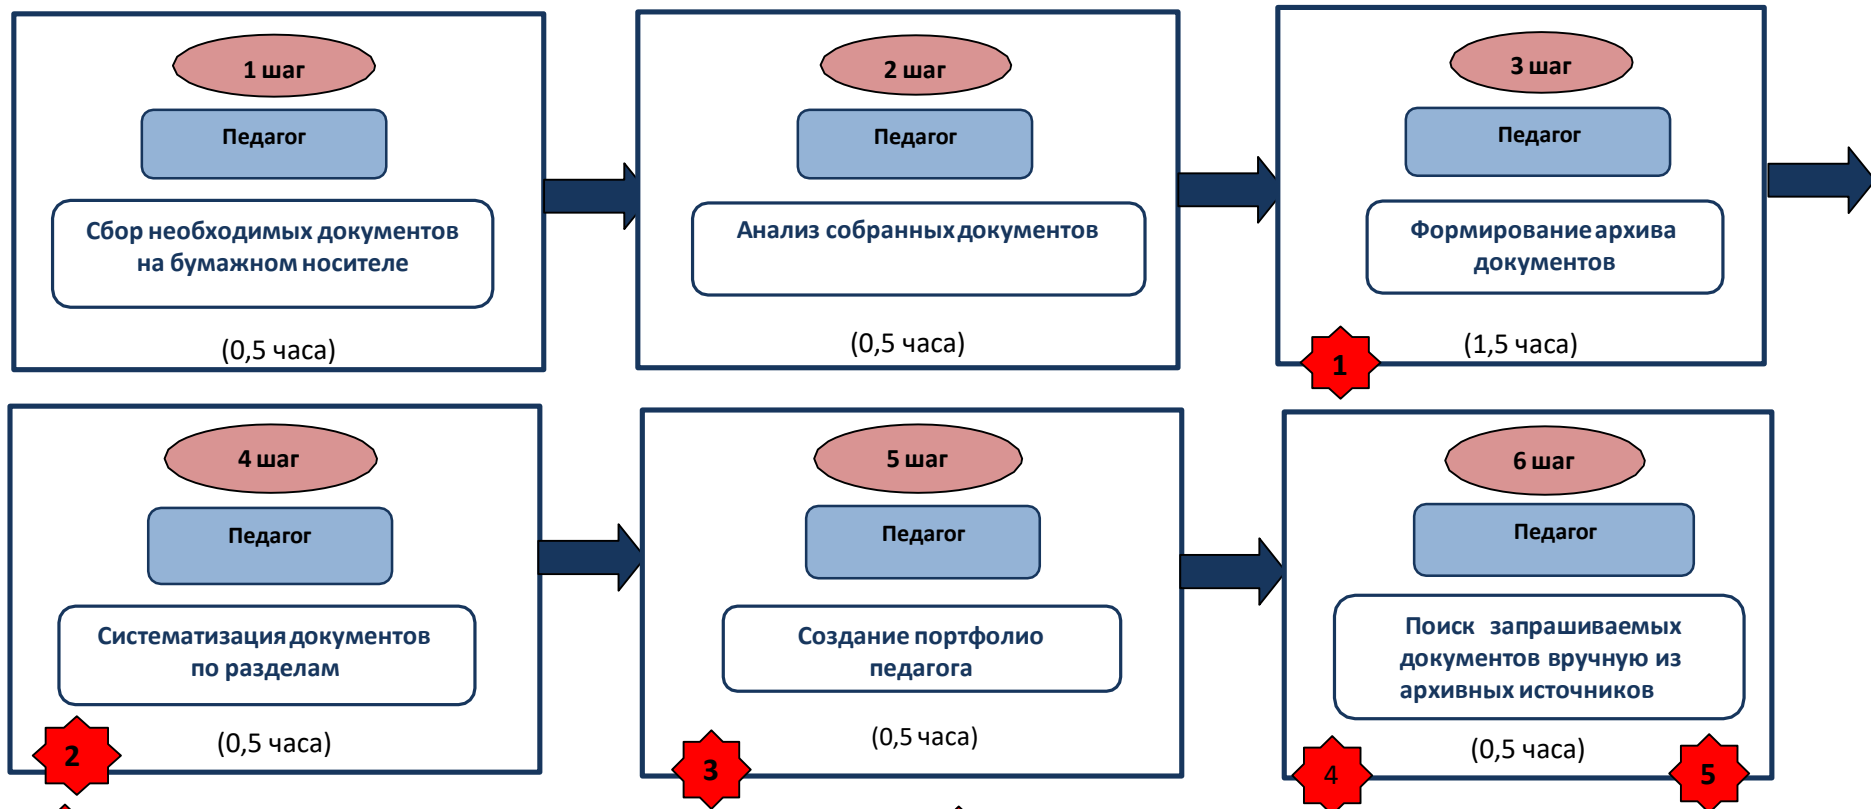 1 шаг
Педагог
Сбор необходимых документов
на бумажном носителе
(0,5 часа)
2 шаг
Педагог
Анализ собранных документов
(0,5 часа)
3 шаг
Педагог
Формирование архива
документов
(1,5 часа)
1
4 шаг
Педагог
Систематизация документов
по разделам
(0,5 часа)
2
5 шаг
Педагог
Создание портфолио
педагога
(0,5 часа)
3
6 шаг
Педагог
Поиск запрашиваемых
документов вручную из
архивных источников
(0,5 часа)
4
5